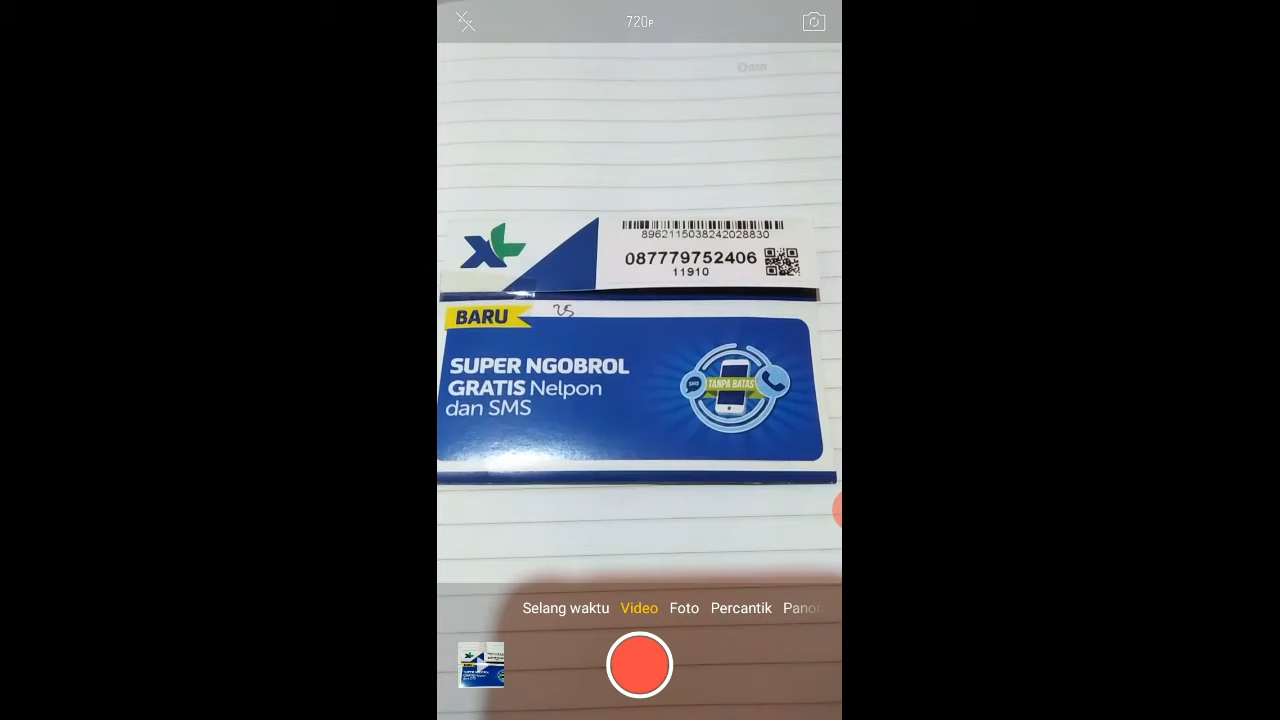 720P
XL
8962115038242028830
087779752406
11910
BARU
25
SUPER NGOBROL
GRATIS Nelpon
dan SMS
SMS
TANPA BATAS
Selang waktu Video Foto Percantik Panor